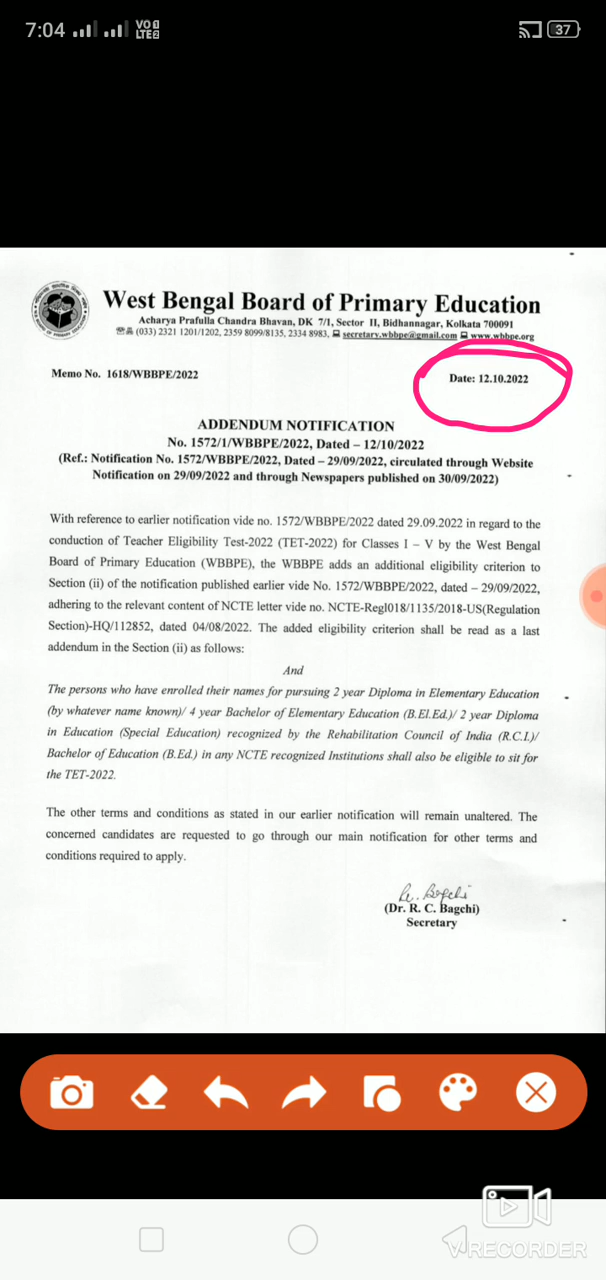 7:04 VO 1 LTE 2 37
West Bengal Board of Primary Education
Acharya Prafulla Chandra Bhavan, DK 7/1, Sector II, Bidhannagar, Kolkata 700091
(033) 2321 1201/1202, 2359 8099/8135, 2334 8983, secretary.wbbpe@gmail.com www.wbbpe.org
Memo No. 1618/WBBPE/2022 Date: 12.10.2022
ADDENDUM NOTIFICATION
No. 1572/1/WBBPE/2022, Dated – 12/10/2022
(Ref.: Notification No. 1572/WBBPE/2022, Dated – 29/09/2022, circulated through Website
Notification on 29/09/2022 and through Newspapers published on 30/09/2022)
With reference to earlier notification vide no. 1572/WBBPE/2022 dated 29.09.2022 in regard to the
conduction of Teacher Eligibility Test-2022 (TET-2022) for Classes I – V by the West Bengal
Board of Primary Education (WBBPE), the WBBPE adds an additional eligibility criterion to
Section (ii) of the notification published earlier vide No. 1572/WBBPE/2022, dated – 29/09/2022,
adhering to the relevant content of NCTE letter vide no. NCTE-Regl018/1135/2018-US(Regulation
Section)-HQ/112852, dated 04/08/2022. The added eligibility criterion shall be read as a last
addendum in the Section (ii) as follows:
And
The persons who have enrolled their names for pursuing 2 year Diploma in Elementary Education
(by whatever name known)/ 4 year Bachelor of Elementary Education (B.El.Ed.)/ 2 year Diploma
in Education (Special Education) recognized by the Rehabilitation Council of India (R.C.I.)/
Bachelor of Education (B.Ed.) in any NCTE recognized Institutions shall also be eligible to sit for
the TET-2022.
The other terms and conditions as stated in our earlier notification will remain unaltered. The
concerned candidates are requested to go through our main notification for other terms and
conditions required to apply.
R. Bagchi
(Dr. R. C. Bagchi)
Secretary
V RECORDER